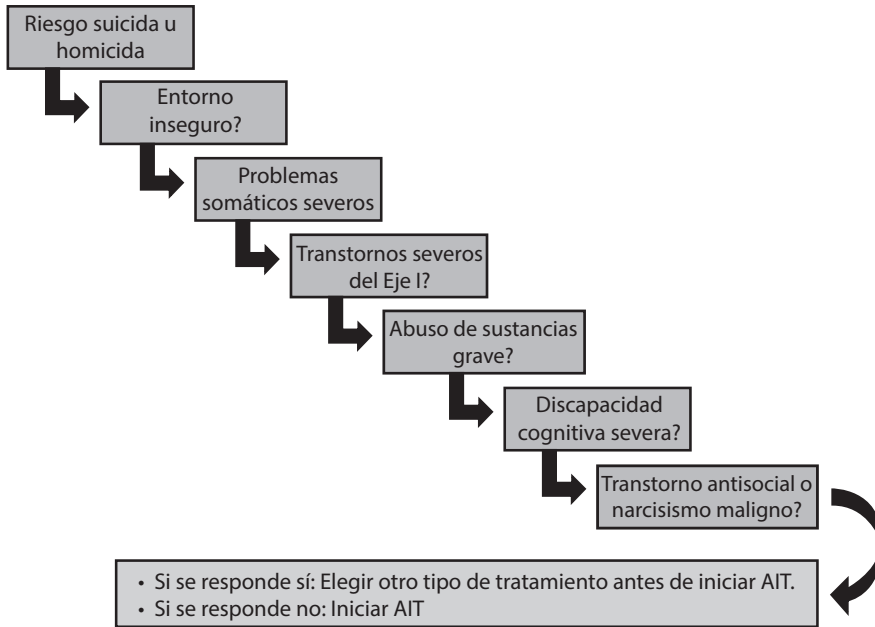 Riesgo suicida u
homicida
Entorno
inseguro?
Problemas
somáticos severos
Transtornos severos
del Eje I?
Abuso de sustancias
grave?
Discapacidad
cognitiva severa?
Transtorno antisocial o
narcisismo maligno?
• Si se responde sí: Elegir otro tipo de tratamiento antes de iniciar AIT.
• Si se responde no: Iniciar AIT